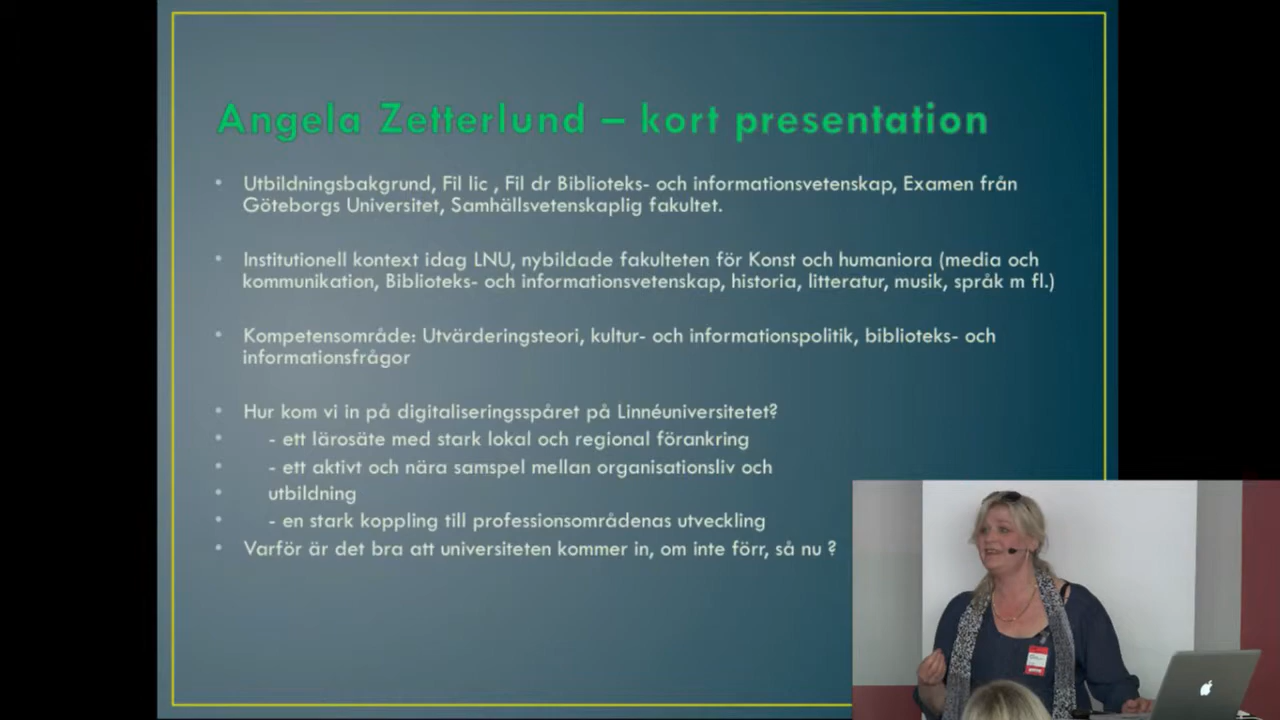 Angela Zetterlund – kort presentation
• Utbildningsbakgrund, Fil lic , Fil dr Biblioteks- och informationsvetenskap, Examen från
Göteborgs Universitet, Samhällsvetenskaplig fakultet.
• Institutionell kontext idag LNU, nybildade fakulteten för Konst och humaniora (media och
kommunikation, Biblioteks- och informationsvetenskap, historia, litteratur, musik, språk m fl.)
• Kompetensområde: Utvärderingsteori, kultur- och informationspolitik, biblioteks- och
informationsfrågor
• Hur kom vi in på digitaliseringsspåret på Linnéuniversitetet?
• - ett lärosäte med stark lokal och regional förankring
• - ett aktivt och nära samspel mellan organisationsliv och
• utbildning
• - en stark koppling till professionsområdenas utveckling
• Varför är det bra att universiteten kommer in, om inte förr, så nu ?